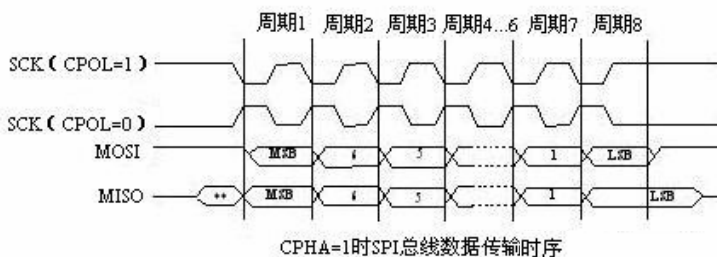 周期1 周期2 周期3 周期4...6 周期7 周期8
SCK(CPOL=1)
SCK(CPOL=0)
MOSI MSB 6 5 1 LSB
MISO ** MSB 6 5 1 LSB
CPHA=1时SPI总线数据传输时序